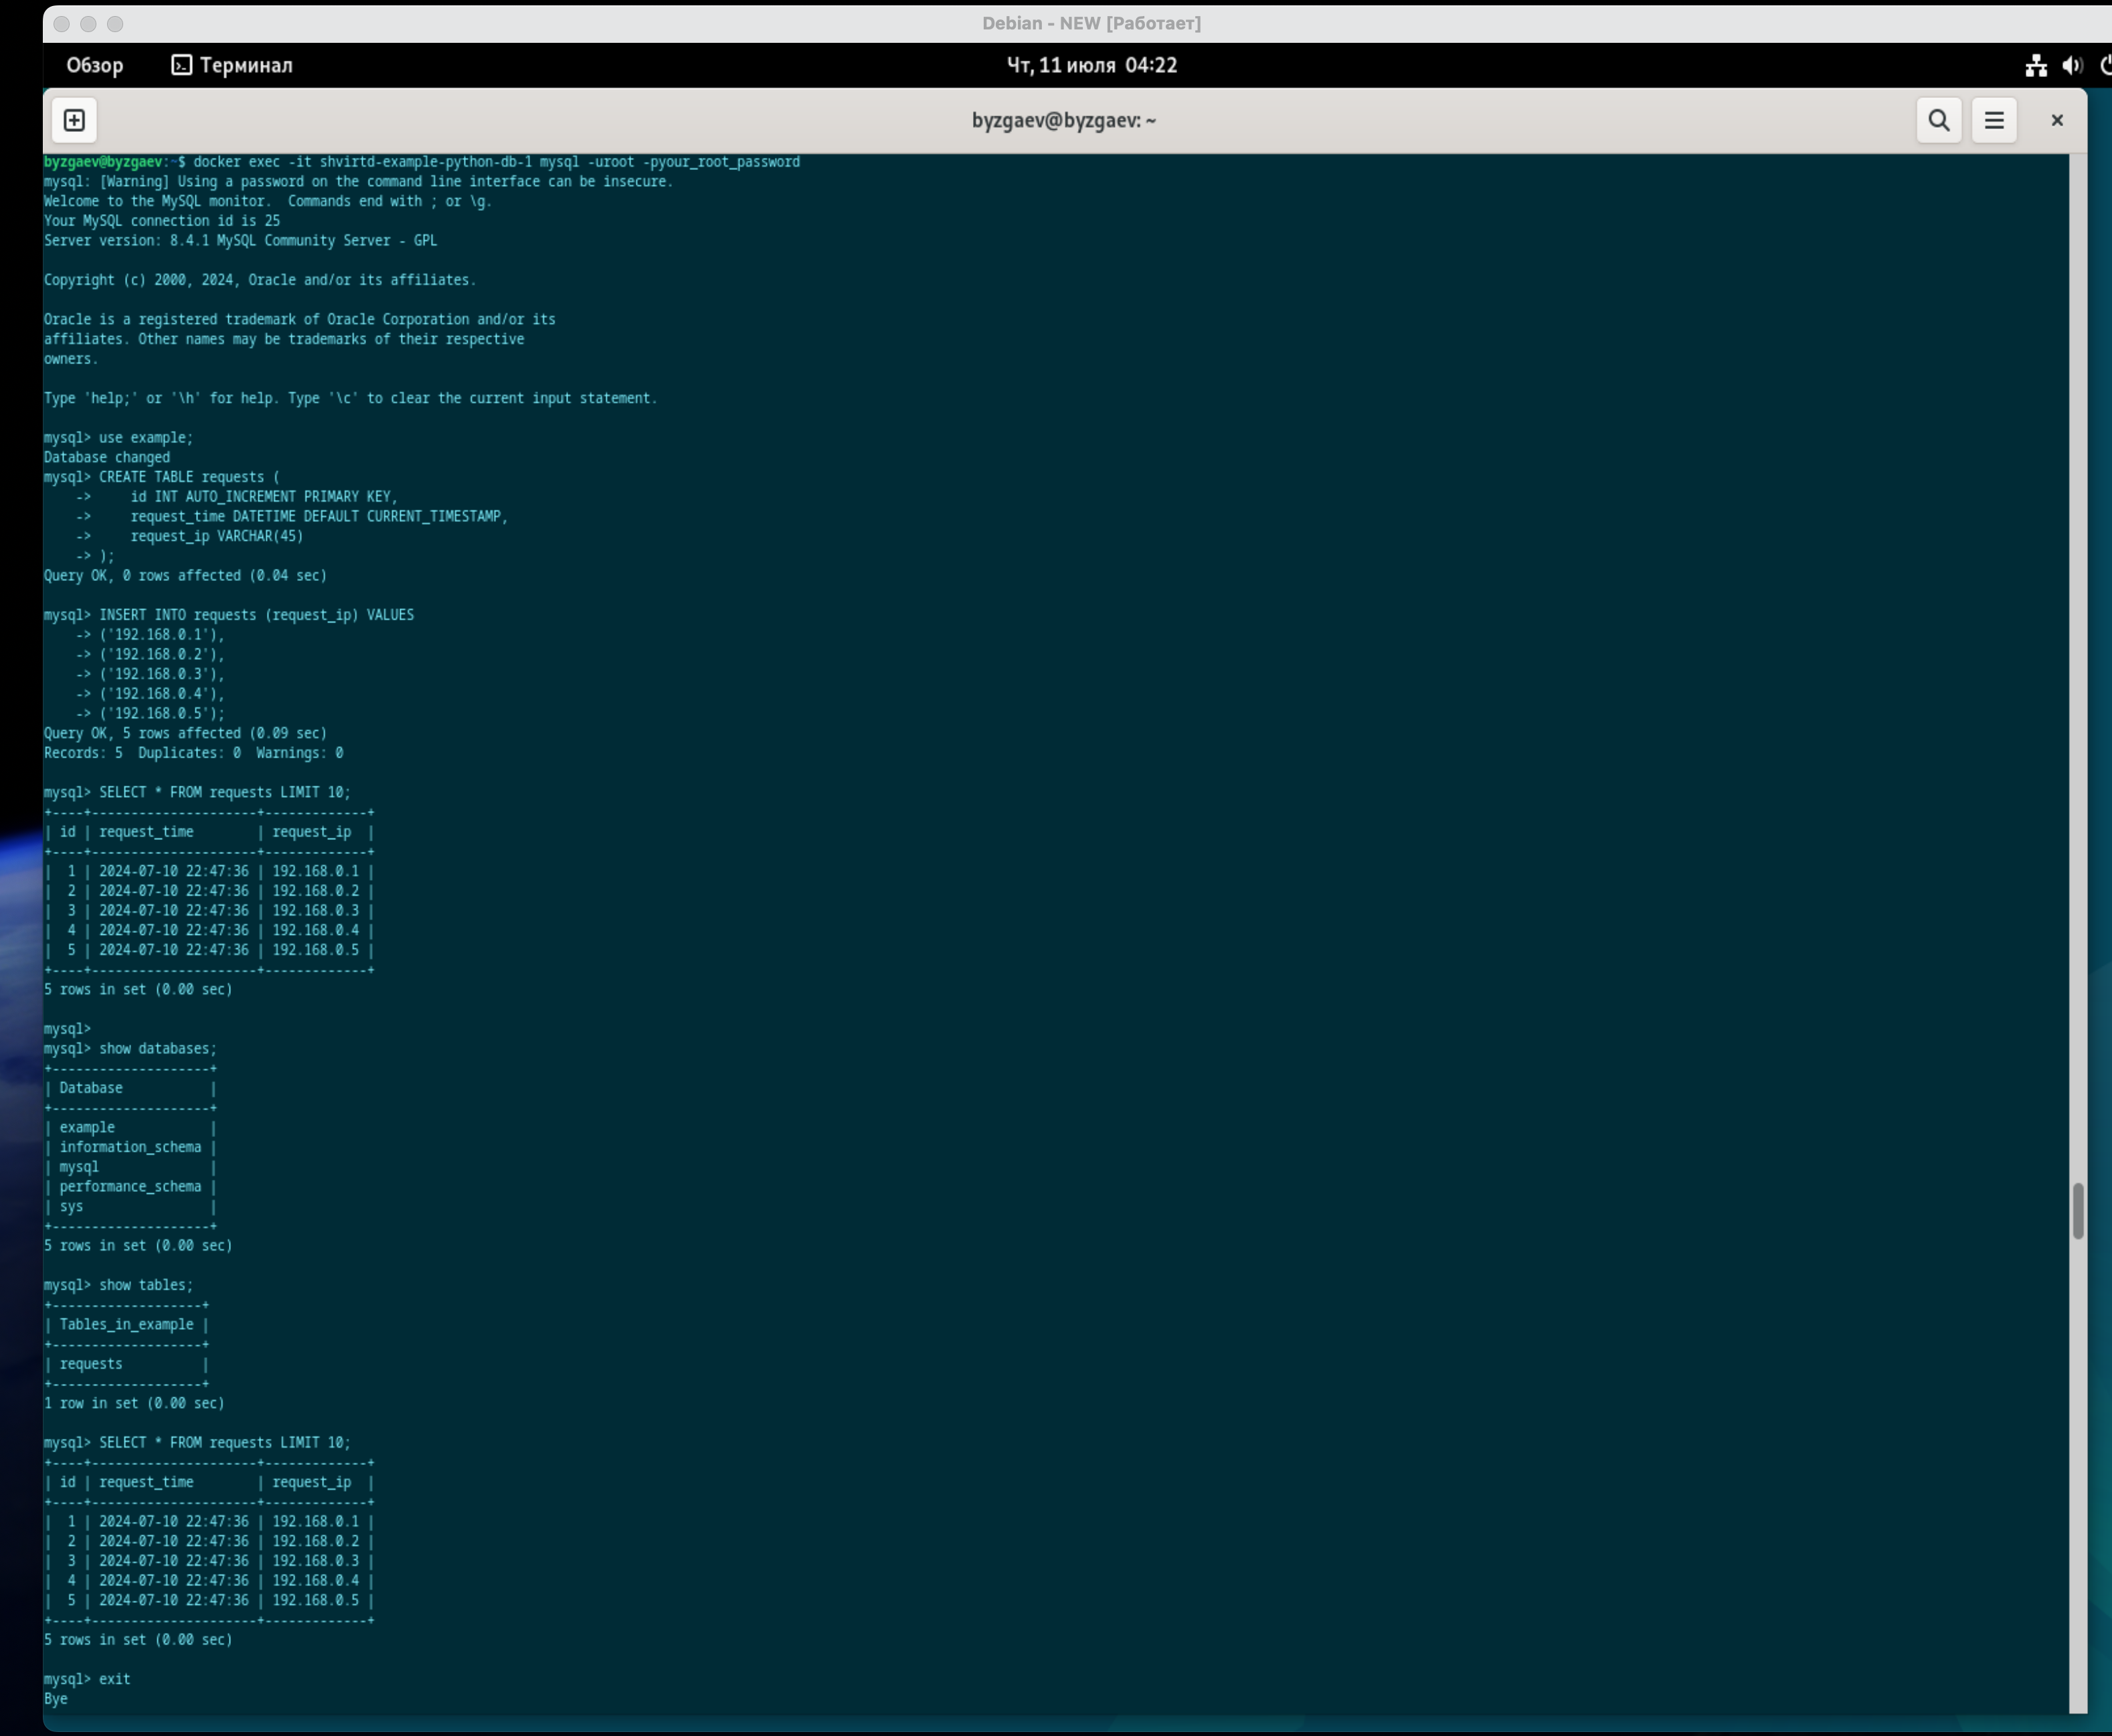 Debian - NEW [Работает]
Обзор Терминал Чт, 11 июля 04:22
byzgaev@byzgaev: ~
byzgaev@byzgaev:~$ docker exec -it shvirtd-example-python-db-1 mysql -uroot -pyour_root_password
mysql: [Warning] Using a password on the command line interface can be insecure.
Welcome to the MySQL monitor.  Commands end with ; or \g.
Your MySQL connection id is 25
Server version: 8.4.1 MySQL Community Server - GPL

Copyright (c) 2000, 2024, Oracle and/or its affiliates.

Oracle is a registered trademark of Oracle Corporation and/or its
affiliates. Other names may be trademarks of their respective
owners.

Type 'help;' or '\h' for help. Type '\c' to clear the current input statement.

mysql> use example;
Database changed
mysql> CREATE TABLE requests (
    ->     id INT AUTO_INCREMENT PRIMARY KEY,
    ->     request_time DATETIME DEFAULT CURRENT_TIMESTAMP,
    ->     request_ip VARCHAR(45)
    -> );
Query OK, 0 rows affected (0.04 sec)

mysql> INSERT INTO requests (request_ip) VALUES
    -> ('192.168.0.1'),
    -> ('192.168.0.2'),
    -> ('192.168.0.3'),
    -> ('192.168.0.4'),
    -> ('192.168.0.5');
Query OK, 5 rows affected (0.09 sec)
Records: 5  Duplicates: 0  Warnings: 0

mysql> SELECT * FROM requests LIMIT 10;
+----+---------------------+-------------+
| id | request_time        | request_ip  |
+----+---------------------+-------------+
|  1 | 2024-07-10 22:47:36 | 192.168.0.1 |
|  2 | 2024-07-10 22:47:36 | 192.168.0.2 |
|  3 | 2024-07-10 22:47:36 | 192.168.0.3 |
|  4 | 2024-07-10 22:47:36 | 192.168.0.4 |
|  5 | 2024-07-10 22:47:36 | 192.168.0.5 |
+----+---------------------+-------------+
5 rows in set (0.00 sec)

mysql>
mysql> show databases;
+--------------------+
| Database           |
+--------------------+
| example            |
| information_schema |
| mysql              |
| performance_schema |
| sys                |
+--------------------+
5 rows in set (0.00 sec)

mysql> show tables;
+-------------------+
| Tables_in_example |
+-------------------+
| requests          |
+-------------------+
1 row in set (0.00 sec)

mysql> SELECT * FROM requests LIMIT 10;
+----+---------------------+-------------+
| id | request_time        | request_ip  |
+----+---------------------+-------------+
|  1 | 2024-07-10 22:47:36 | 192.168.0.1 |
|  2 | 2024-07-10 22:47:36 | 192.168.0.2 |
|  3 | 2024-07-10 22:47:36 | 192.168.0.3 |
|  4 | 2024-07-10 22:47:36 | 192.168.0.4 |
|  5 | 2024-07-10 22:47:36 | 192.168.0.5 |
+----+---------------------+-------------+
5 rows in set (0.00 sec)

mysql> exit
Bye